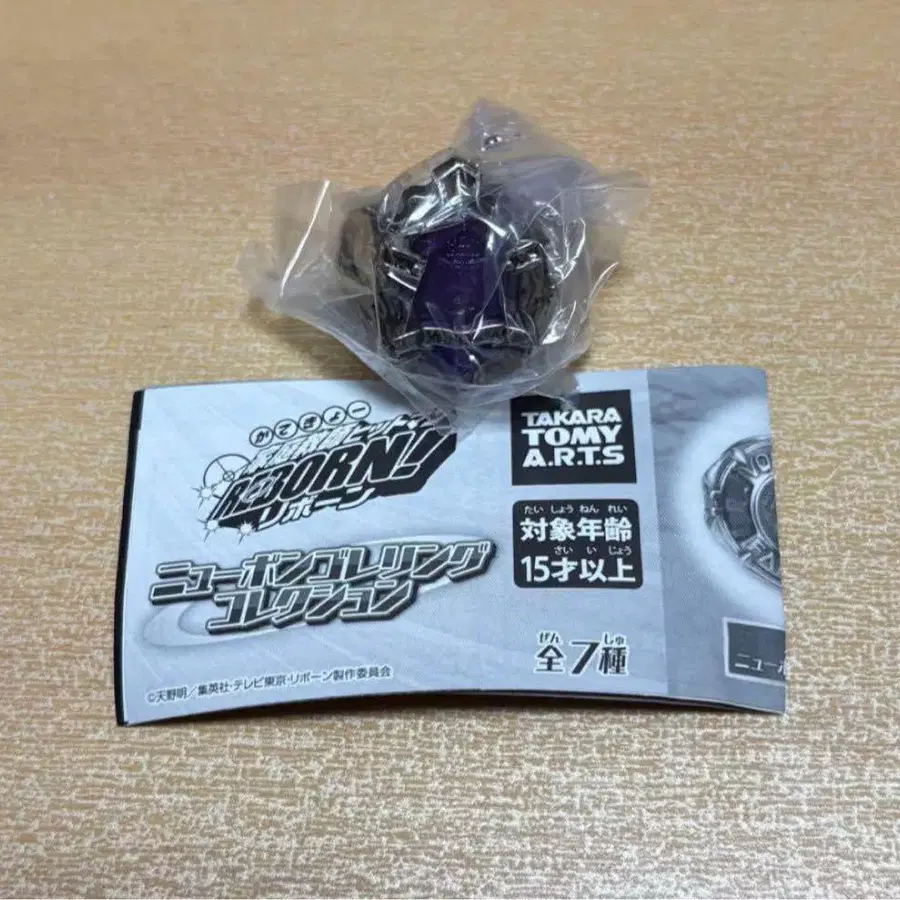 かてきょー
REBORN!
リボーン
ニューボンゴレリング
コレクション
©天野明／集英社・テレビ東京・リボーン製作委員会
TAKARA
TOMY
A.R.T.S
たいしょうねんれい
対象年齢
さいいじょう
15才以上
ぜん しゅ
全7種
ニューボ